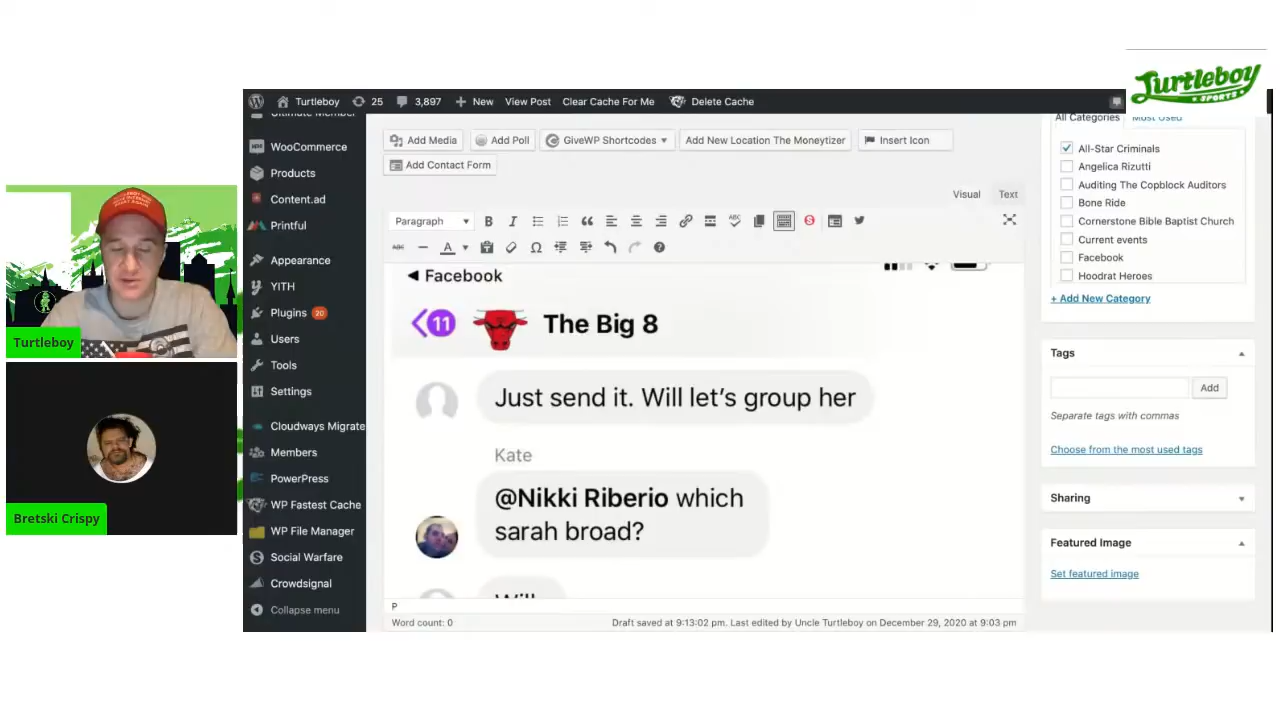 Turtleboy
SPORTS
Turtleboy
25
3,897
New
View Post
Clear Cache For Me
Delete Cache
Ultimate Member
WooCommerce
Products
Content.ad
Printful
Appearance
YITH
Plugins 20
Users
Tools
Settings
Cloudways Migrate
Members
PowerPress
WP Fastest Cache
WP File Manager
Social Warfare
Crowdsignal
Collapse menu
Add Media
Add Poll
GiveWP Shortcodes
Add New Location The Moneytizer
Insert Icon
Add Contact Form
Visual
Text
Paragraph
B
I
ABC
ABC
A
Facebook
11
The Big 8
Just send it. Will let's group her
Kate
@Nikki Riberio which
sarah broad?
Will
P
Word count: 0
Draft saved at 9:13:02 pm. Last edited by Uncle Turtleboy on December 29, 2020 at 9:03 pm
All Categories
Most Used
All-Star Criminals
Angelica Rizutti
Auditing The Copblock Auditors
Bone Ride
Cornerstone Bible Baptist Church
Current events
Facebook
Hoodrat Heroes
+ Add New Category
Tags
Add
Separate tags with commas
Choose from the most used tags
Sharing
Featured Image
Set featured image
Turtleboy
Bretski Crispy